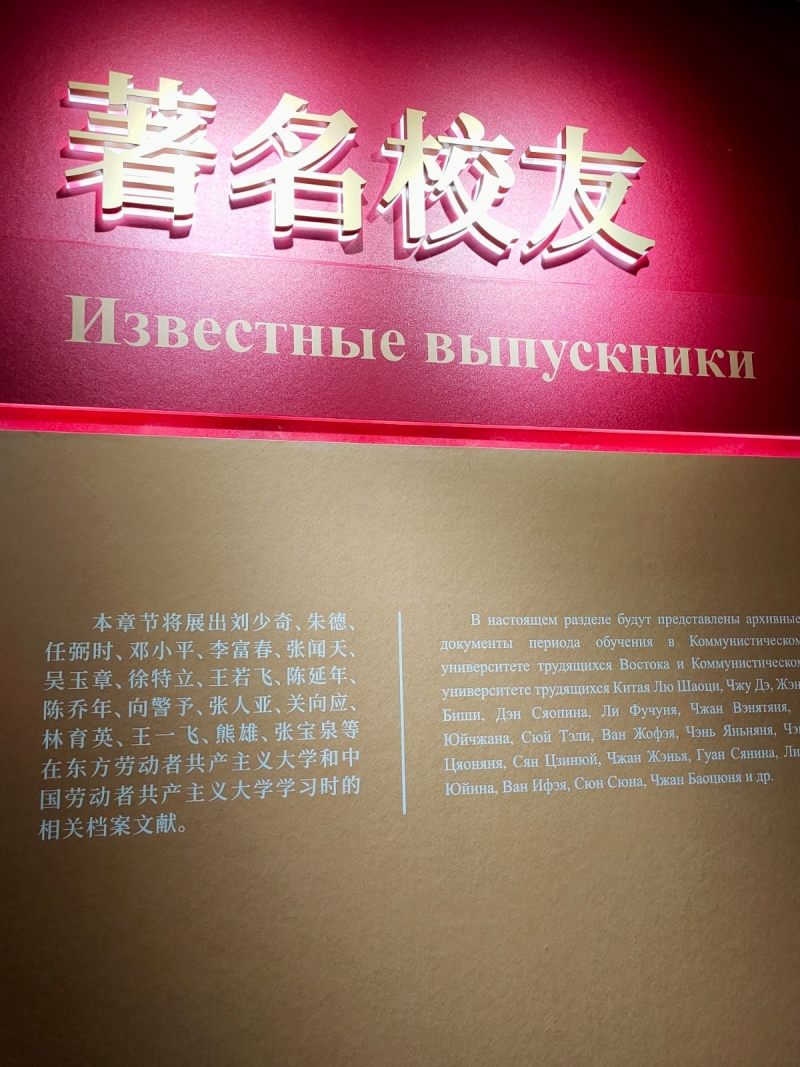 著名校友
Известные выпускники
本章节将展出刘少奇、朱德、
任弼时、邓小平、李富春、张闻天、
吴玉章、徐特立、王若飞、陈延年、
陈乔年、向警予、张人亚、关向应、
林育英、王一飞、熊雄、张宝泉等
在东方劳动者共产主义大学和中
国劳动者共产主义大学学习时的
相关档案文献。
В настоящем разделе будут представлены архивные
документы периода обучения в Коммунистическом
университете трудящихся Востока и Коммунистическом
университете трудящихся Китая Лю Шаоци, Чжу Дэ,
Биши, Дэн Сяопина, Ли Фучуня, Чжан Вэнятяня,
Юйчжана, Сюй Тэли, Ван Жофэя, Чэнь Яньняня,
Цяоняня, Сян Цзинюй, Чжан Жэнья, Гуан Сянина,
Юйина, Ван Ифэя, Сюн Сюна, Чжан Баоцюня и др.